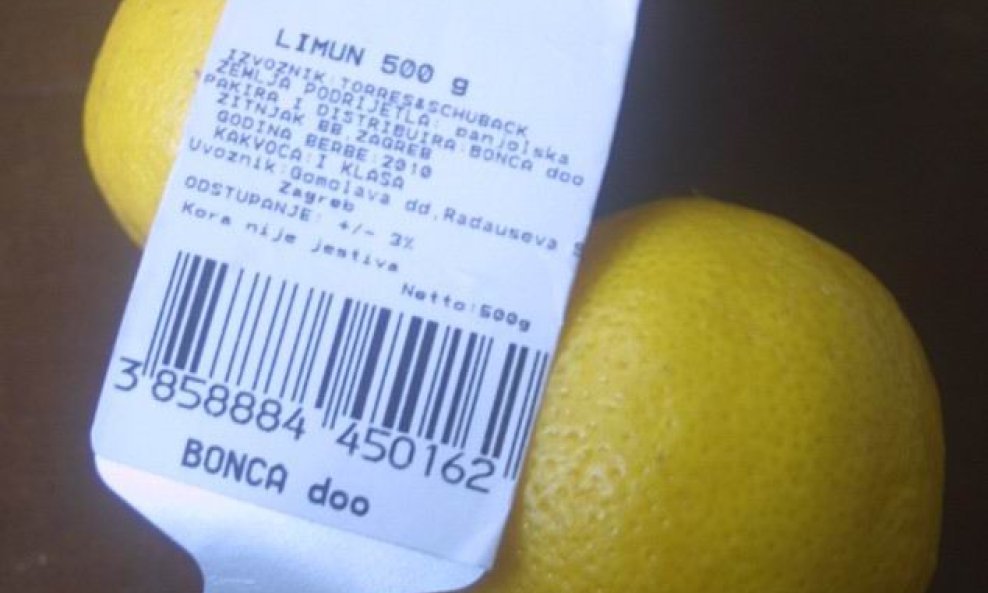 LIMUN 500 g
IZVOZNIK:TORRES&SCHUBACK
ZEMLJA PODRIJETLA: panjolska
PAKIRA I DISTRIBUIRA:BONCA doo
ZITNJAK BB ZAGREB
GODINA BERBE:2010
KAKVOCA:I KLASA
Uvoznik:Gomolava dd,Radauseva
Zagreb
ODSTUPANJE: +/- 3%
Kora nije jestiva
Netto:500g
3 858884 450162
BONCA doo